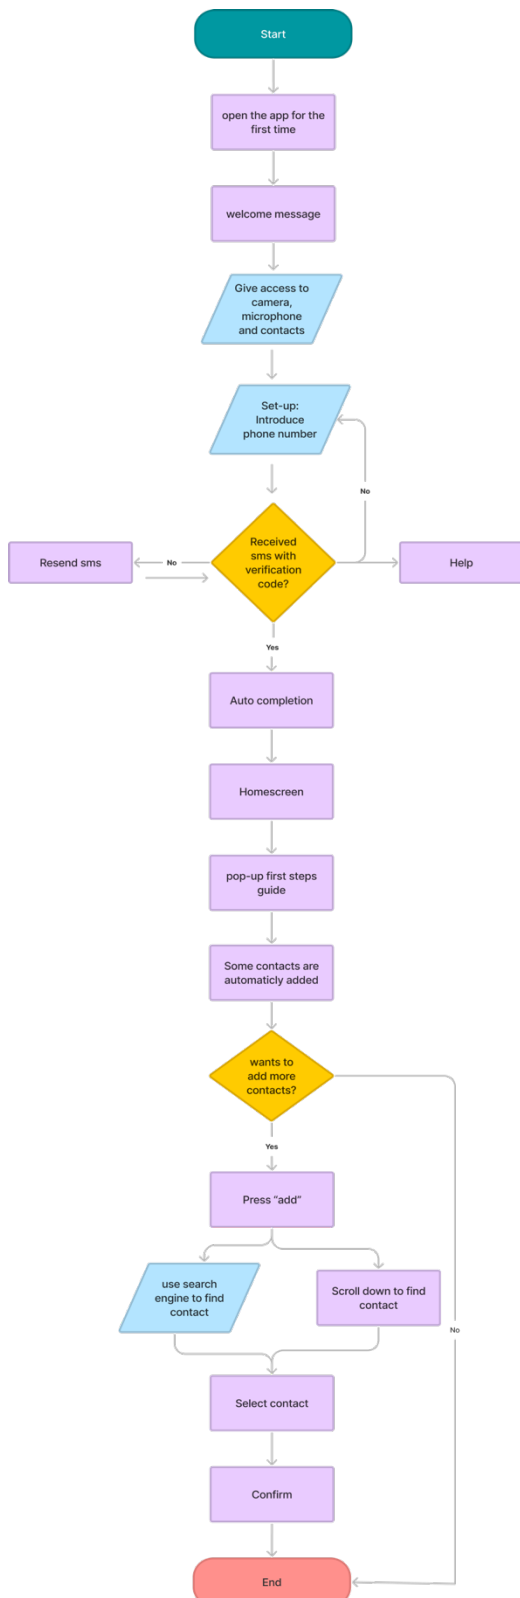 Start
open the app for the
first time
welcome message
Give access to
camera,
microphone
and contacts
Set-up:
Introduce
phone number
No
Received
sms with
verification
code?
Resend sms
No
Help
Yes
Auto completion
Homescreen
pop-up first steps
guide
Some contacts are
automaticly added
wants to
add more
contacts?
Yes
Press “add”
use search
engine to find
contact
Scroll down to find
contact
No
Select contact
Confirm
End